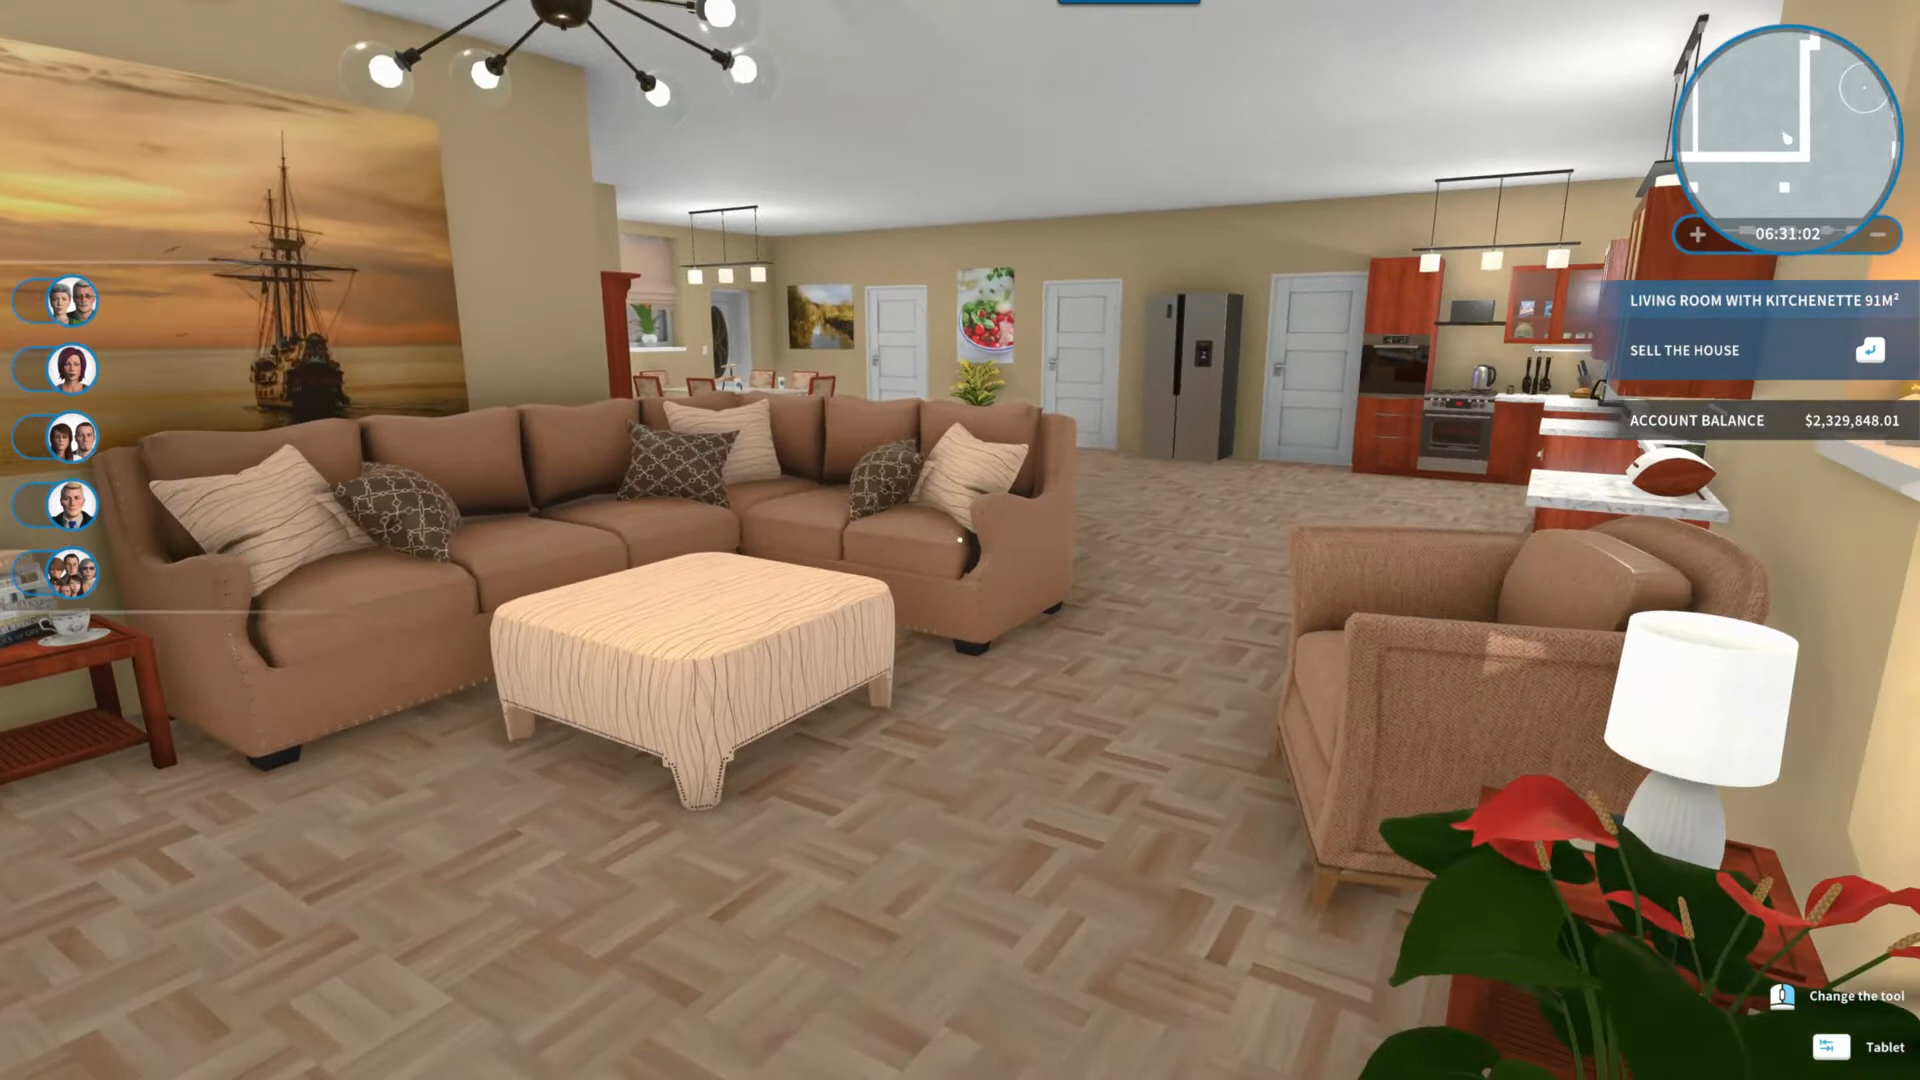 06:31:02
LIVING ROOM WITH KITCHENETTE 91M²
SELL THE HOUSE
ACCOUNT BALANCE $2,329,848.01
Change the tool
Tablet